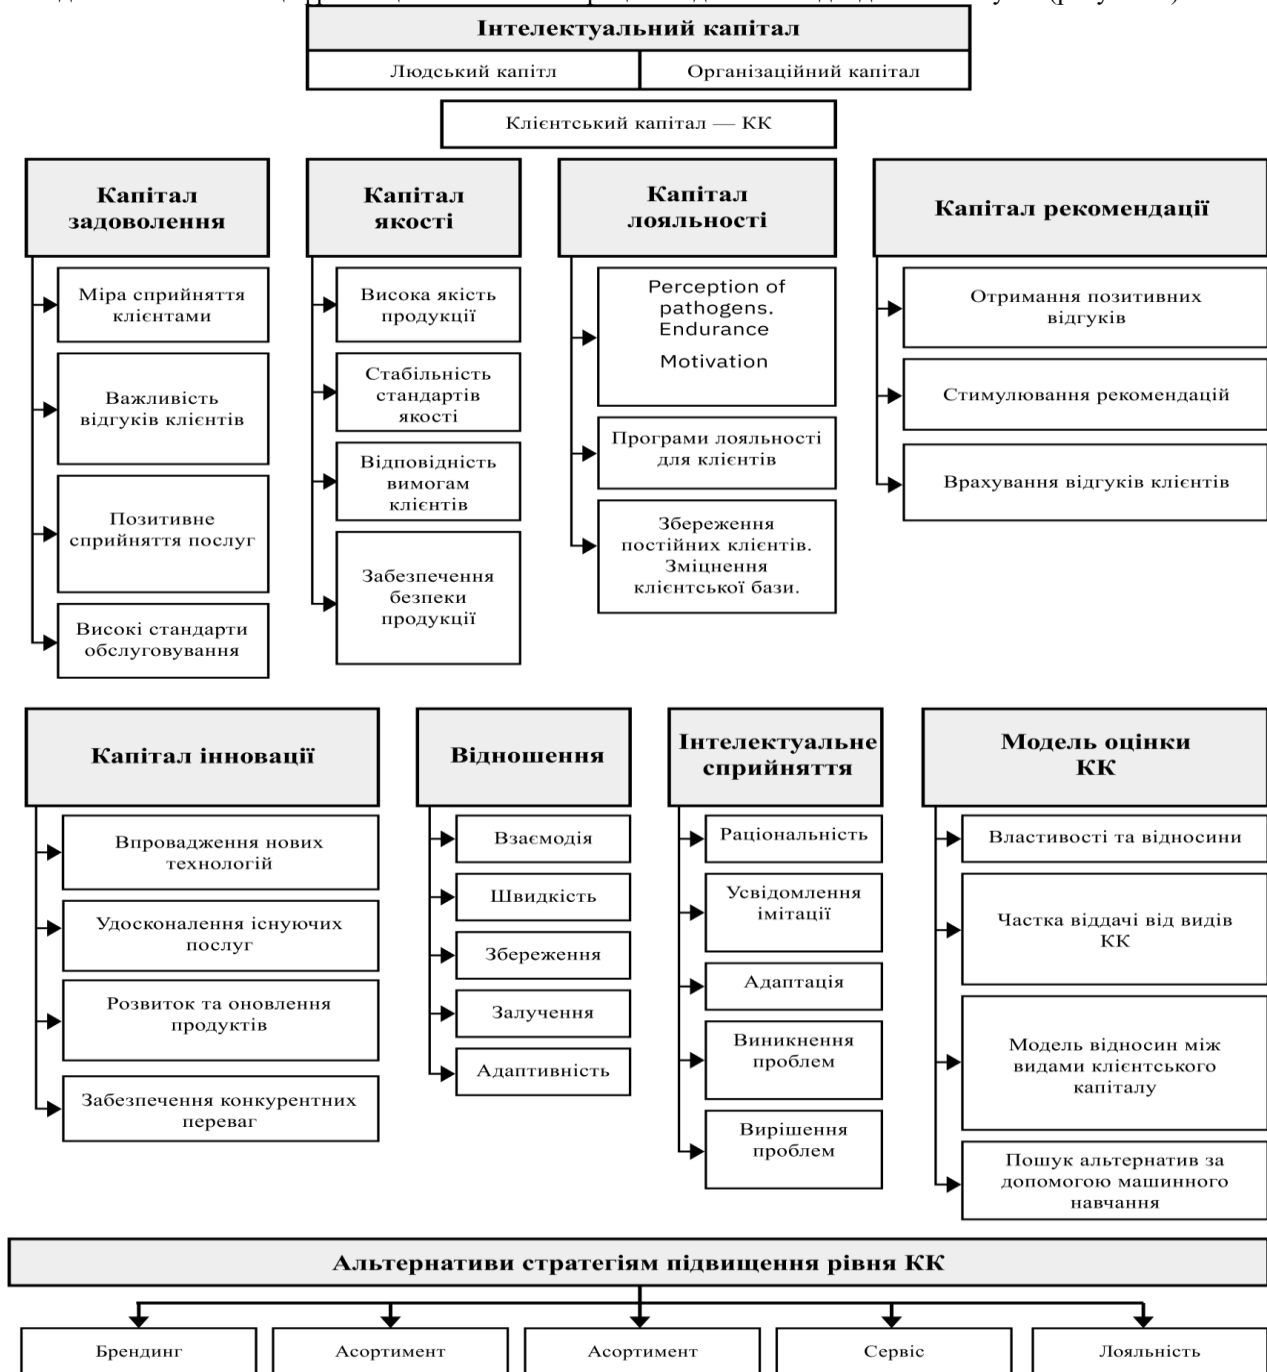 Інтелектуальний капітал
Людський капітл
Організаційний капітал
Клієнтський капітал — КК
Капітал
задоволення
Міра сприйняття
клієнтами
Важливість
відгуків клієнтів
Позитивне
сприйняття послуг
Високі стандарти
обслуговування
Капітал
якості
Висока якість
продукції
Стабільність
стандартів
якості
Відповідність
вимогам
клієнтів
Забезпечення
безпеки
продукції
Капітал
лояльності
Perception of
pathogens.
Endurance
Motivation
Програми лояльності
для клієнтів
Збереження
постійних клієнтів.
Зміцнення
клієнтської бази.
Капітал рекомендації
Отримання позитивних
відгуків
Стимулювання рекомендацій
Врахування відгуків клієнтів
Капітал інновації
Впровадження нових
технологій
Удосконалення існуючих
послуг
Розвиток та оновлення
продуктів
Забезпечення конкурентних
переваг
Відношення
Взаємодія
Швидкість
Збереження
Залучення
Адаптивність
Інтелектуальне
сприйняття
Раціональність
Усвідомлення
імітації
Адаптація
Виникнення
проблем
Вирішення
проблем
Модель оцінки
КК
Властивості та відносини
Частка віддачі від видів
КК
Модель відносин між
видами клієнтського
капіталу
Пошук альтернатив за
допомогою машинного
навчання
Альтернативи стратегіям підвищення рівня КК
Брендинг
Асортимент
Асортимент
Сервіс
Лояльність